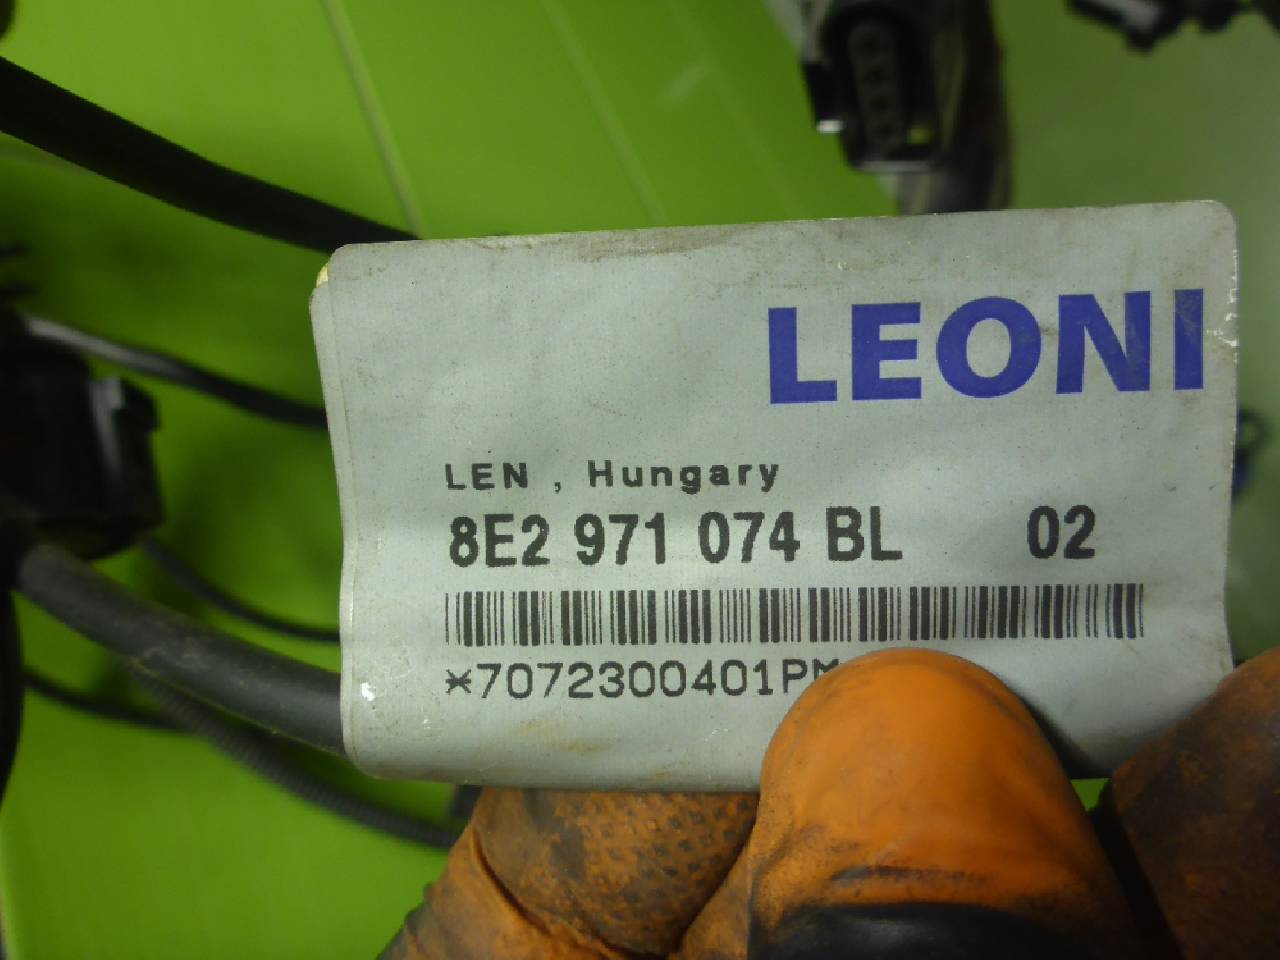 LEONI
LEN , Hungary
8E2 971 074 BL 02
*7072300401PM